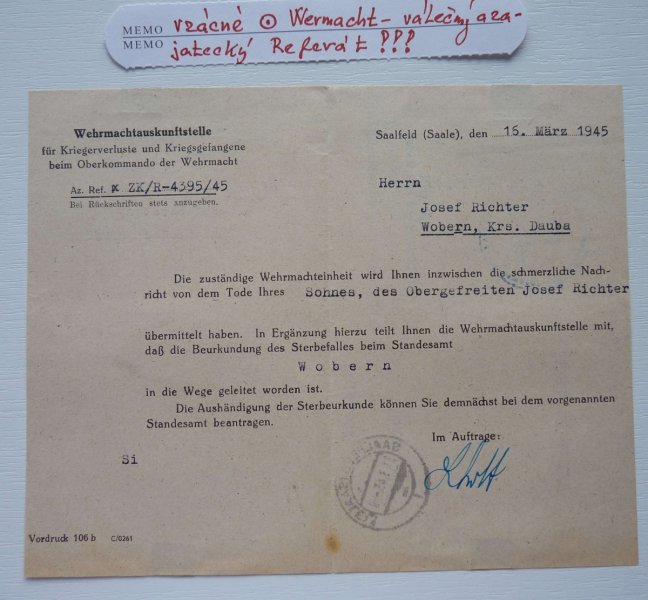 MEMO
MEMO
vzácné ⊙ Wermacht - válečný a za-
jatecký Referát ???
Wehrmachtauskunftstelle
für Kriegerverluste und Kriegsgefangene
beim Oberkommando der Wehrmacht
Az. Ref. X ZK/R-4395/45
Bei Rückschriften stets anzugeben.
Saalfeld (Saale), den 15. März 1945
Herrn
Josef Richter
Wobern, Krs. Dauba
Die zuständige Wehrmachteinheit wird Ihnen inzwischen die schmerzliche Nach-
richt von dem Tode Ihres Sohnes, des Obergefreiten Josef Richter
übermittelt haben. In Ergänzung hierzu teilt Ihnen die Wehrmachtauskunftstelle mit,
daß die Beurkundung des Sterbefalles beim Standesamt
W o b e r n
in die Wege geleitet worden ist.
Die Aushändigung der Sterbeurkunde können Sie demnächst bei dem vorgenannten
Standesamt beantragen.
Im Auftrage:
Si
Vordruck 106 b C/0261